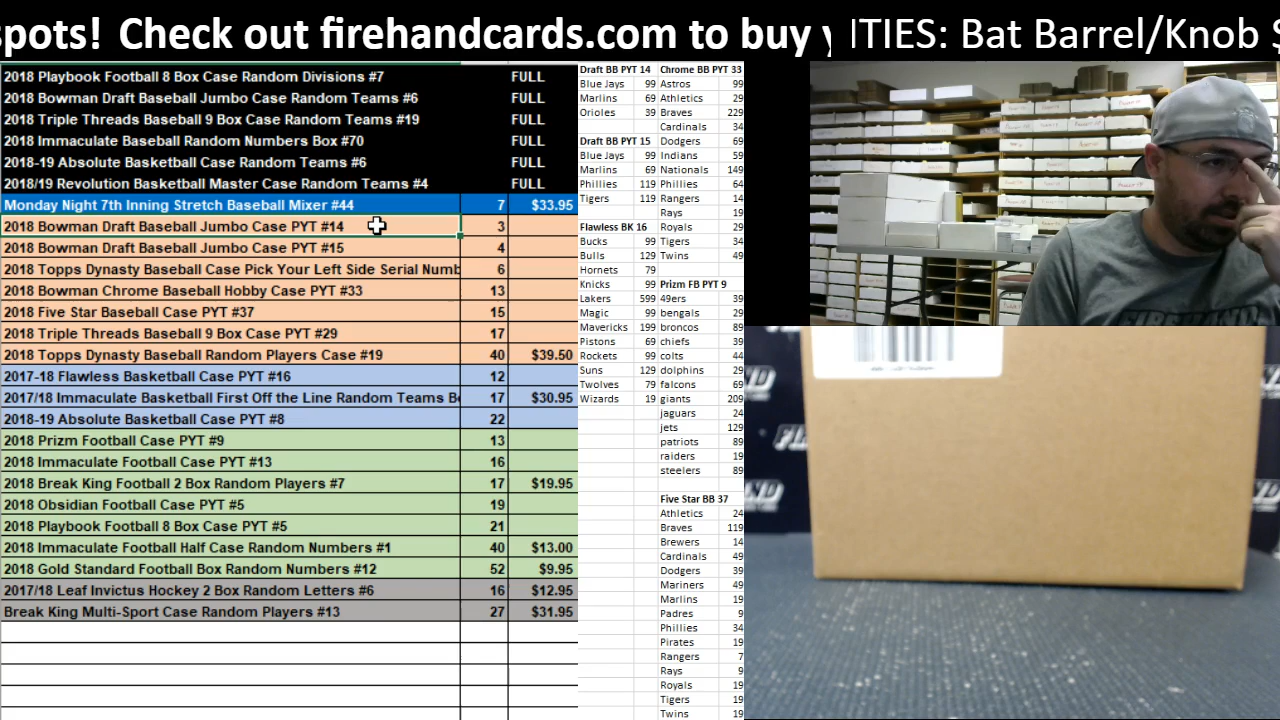 spots! Check out firehandcards.com to buy
ITIES: Bat Barrel/Knob S
2018 Playbook Football 8 Box Case Random Divisions #7 FULL
2018 Bowman Draft Baseball Jumbo Case Random Teams #6 FULL
2018 Triple Threads Baseball 9 Box Case Random Teams #19 FULL
2018 Immaculate Baseball Random Numbers Box #70 FULL
2018-19 Absolute Basketball Case Random Teams #6 FULL
2018/19 Revolution Basketball Master Case Random Teams #4 FULL
Monday Night 7th Inning Stretch Baseball Mixer #44 7 $33.95
2018 Bowman Draft Baseball Jumbo Case PYT #14 3
2018 Bowman Draft Baseball Jumbo Case PYT #15 4
2018 Topps Dynasty Baseball Case Pick Your Left Side Serial Numb 6
2018 Bowman Chrome Baseball Hobby Case PYT #33 13
2018 Five Star Baseball Case PYT #37 15
2018 Triple Threads Baseball 9 Box Case PYT #29 17
2018 Topps Dynasty Baseball Random Players Case #19 40 $39.50
2017-18 Flawless Basketball Case PYT #16 12
2017/18 Immaculate Basketball First Off the Line Random Teams Bo 17 $30.95
2018-19 Absolute Basketball Case PYT #8 22
2018 Prizm Football Case PYT #9 13
2018 Immaculate Football Case PYT #13 16
2018 Break King Football 2 Box Random Players #7 17 $19.95
2018 Obsidian Football Case PYT #5 19
2018 Playbook Football 8 Box Case PYT #5 21
2018 Immaculate Football Half Case Random Numbers #1 40 $13.00
2018 Gold Standard Football Box Random Numbers #12 52 $9.95
2017/18 Leaf Invictus Hockey 2 Box Random Letters #6 16 $12.95
Break King Multi-Sport Case Random Players #13 27 $31.95
Draft BB PYT 14
Blue Jays 99
Marlins 69
Orioles 39
Draft BB PYT 15
Blue Jays 99
Marlins 69
Phillies 119
Tigers 119
Flawless BK 16
Bucks 99
Bulls 129
Hornets 79
Knicks 99
Lakers 599
Magic 99
Mavericks 199
Pistons 69
Rockets 99
Suns 129
Twolves 79
Wizards 19
Chrome BB PYT 33
Astros 99
Athletics 29
Braves 229
Cardinals 34
Dodgers 69
Indians 59
Nationals 149
Phillies 64
Rangers 14
Rays 19
Royals 29
Tigers 34
Twins 49
Prizm FB PYT 9
49ers 39
bengals 29
broncos 89
chiefs 39
colts 44
dolphins 29
falcons 69
giants 209
jaguars 24
jets 129
patriots 89
raiders 19
steelers 89
Five Star BB 37
Athletics 24
Braves 119
Brewers 14
Cardinals 49
Dodgers 39
Mariners 49
Marlins 19
Padres 9
Phillies 34
Pirates 19
Rangers 7
Rays 9
Royals 19
Tigers 19
Twins 19